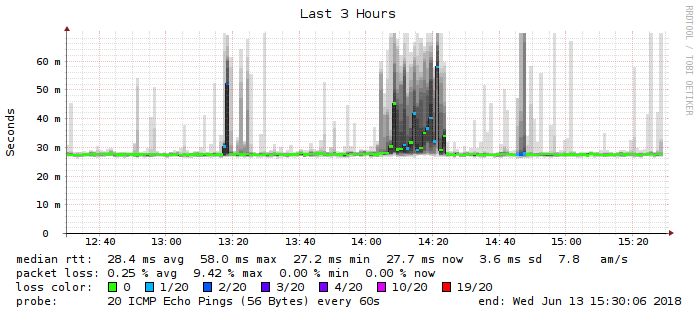 Last 3 Hours
RRDTOOL / TOBI OETIKER
Seconds
60 m
50 m
40 m
30 m
20 m
10 m
0
12:40 13:00 13:20 13:40 14:00 14:20 14:40 15:00 15:20
median rtt: 28.4 ms avg 58.0 ms max 27.2 ms min 27.7 ms now 3.6 ms sd 7.8 am/s
packet loss: 0.25 % avg 9.42 % max 0.00 % min 0.00 % now
loss color: 0 1/20 2/20 3/20 4/20 10/20 19/20
probe: 20 ICMP Echo Pings (56 Bytes) every 60s end: Wed Jun 13 15:30:06 2018